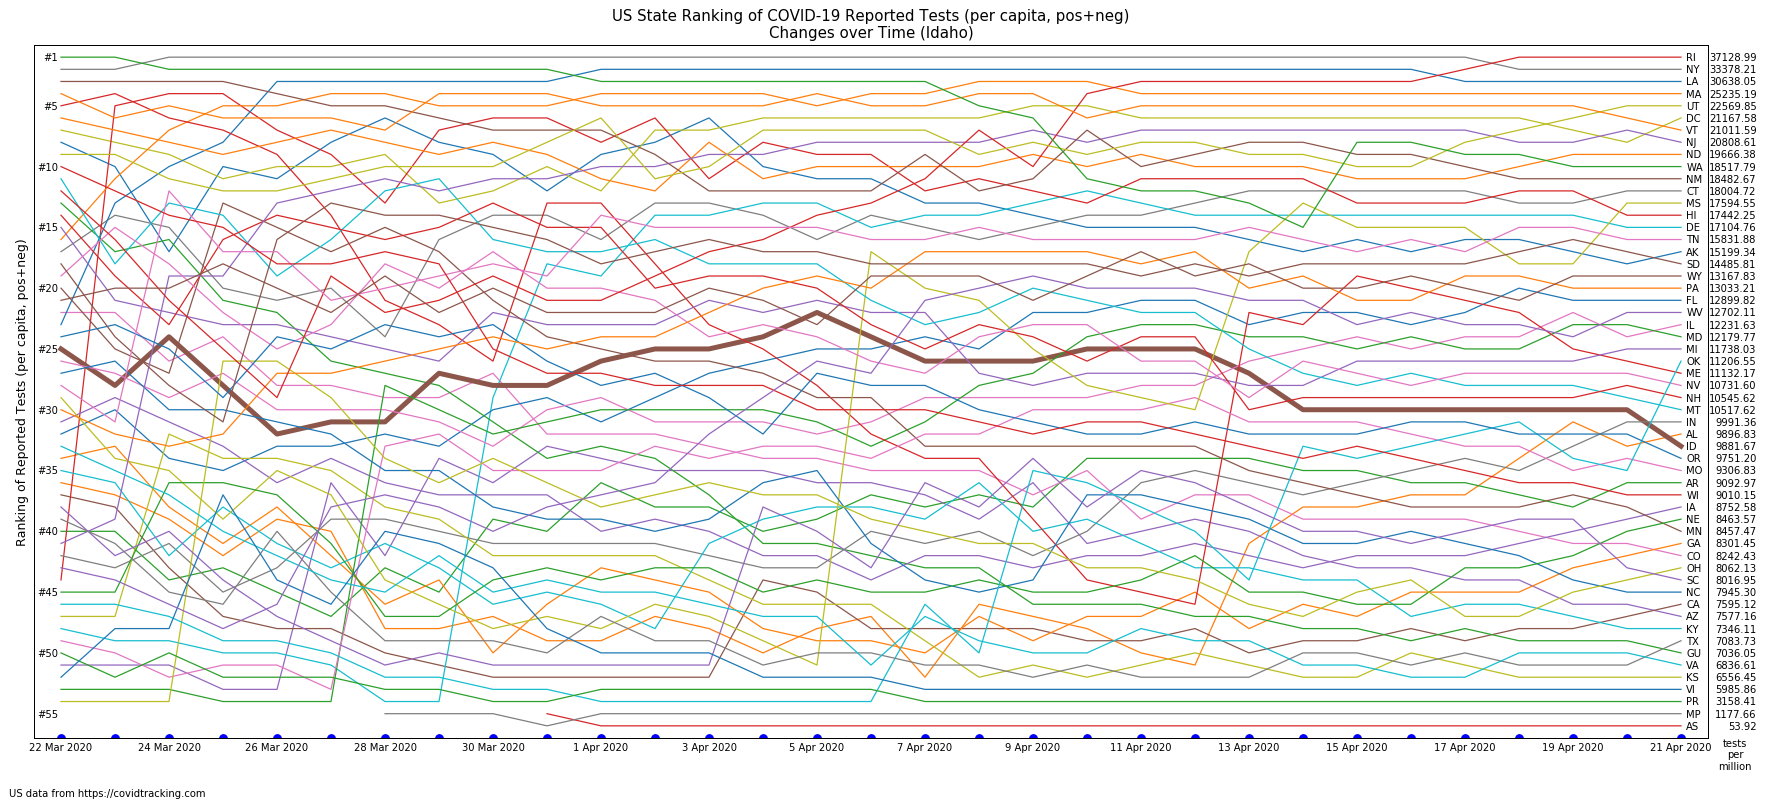 US State Ranking of COVID-19 Reported Tests (per capita, pos+neg)
Changes over Time (Idaho)
Ranking of Reported Tests (per capita, pos+neg)
#1
#5
#10
#15
#20
#25
#30
#35
#40
#45
#50
#55
RI 37128.99
NY 33378.21
LA 30638.05
MA 25235.19
UT 22569.85
DC 21167.58
VT 21011.59
NJ 20808.61
ND 19666.38
WA 18517.79
NM 18482.67
CT 18004.72
MS 17594.55
HI 17442.25
DE 17104.76
TN 15831.88
AK 15199.34
SD 14485.81
WY 13167.83
PA 13033.21
FL 12899.82
WV 12702.11
IL 12231.63
MD 12179.77
MI 11738.03
OK 11206.55
ME 11132.17
NV 10731.60
NH 10545.62
MT 10517.62
IN 9991.36
AL 9896.83
ID 9881.67
OR 9751.20
MO 9306.83
AR 9092.97
WI 9010.15
IA 8752.58
NE 8463.57
MN 8457.47
GA 8301.45
CO 8242.43
OH 8062.13
SC 8016.95
NC 7945.30
CA 7595.12
AZ 7577.16
KY 7346.11
TX 7083.73
GU 7036.05
VA 6836.61
KS 6556.45
VI 5985.86
PR 3158.41
MP 1177.66
AS 53.92
22 Mar 2020 24 Mar 2020 26 Mar 2020 28 Mar 2020 30 Mar 2020 1 Apr 2020 3 Apr 2020 5 Apr 2020 7 Apr 2020 9 Apr 2020 11 Apr 2020 13 Apr 2020 15 Apr 2020 17 Apr 2020 19 Apr 2020 21 Apr 2020
tests
per
million
US data from https://covidtracking.com